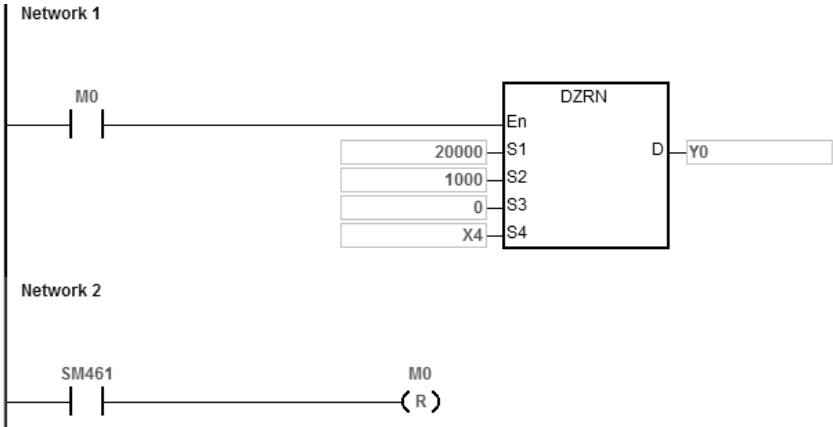 Network 1
M0
DZRN
En
20000 S1 D Y0
1000 S2
0 S3
X4 S4
Network 2
SM461 M0
R